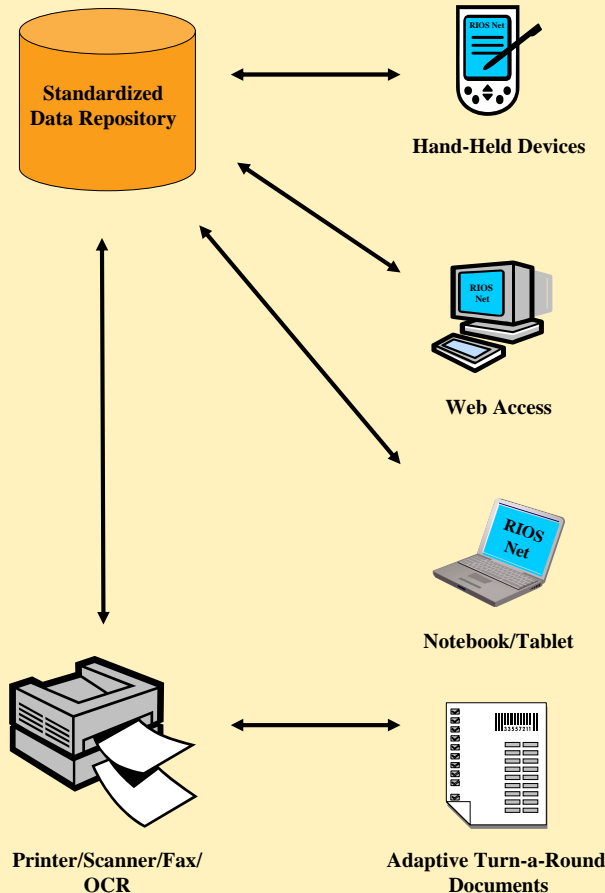 RIOS Net
Standardized
Data Repository
Hand-Held Devices
RIOS
Net
Web Access
RIOS
Net
Notebook/Tablet
33557211
Printer/Scanner/Fax/
OCR
Adaptive Turn-a-Round
Documents